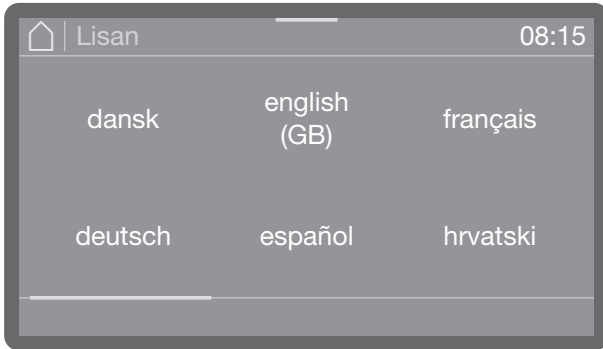 Lisan 08:15
dansk english (GB) français
deutsch español hrvatski